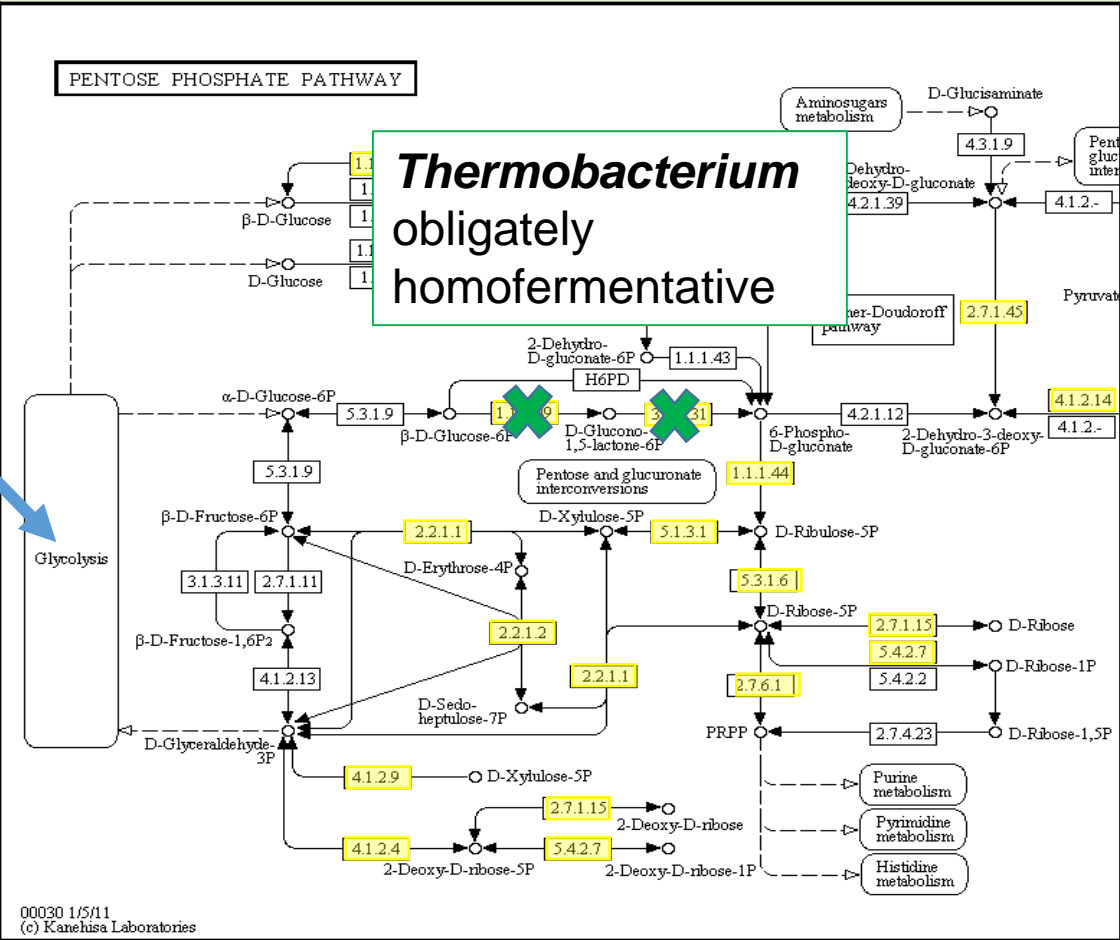 PENTOSE PHOSPHATE PATHWAY
D-Glucisaminate
Aminosugars
metabolism
4.3.1.9
Thermobacterium
obligately
homofermentative
β-D-Glucose
D-Glucose
4.2.1.39
4.1.2.-
2.7.1.45
2-Dehydro-
D-gluconate-6P
1.1.1.43
H6PD
α-D-Glucose-6P
5.3.1.9
β-D-Glucose-6P
D-Glucono-
1,5-lactone-6P
6-Phospho-
D-gluconate
4.2.1.12
2-Dehydro-3-deoxy-
D-gluconate-6P
4.1.2.14
4.1.2.-
5.3.1.9
Pentose and glucuronate
interconversions
1.1.1.44
β-D-Fructose-6P
2.2.1.1
D-Xylulose-5P
5.1.3.1
D-Ribulose-5P
Glycolysis
3.1.3.11
2.7.1.11
D-Erythrose-4P
5.3.1.6
β-D-Fructose-1,6P2
2.2.1.2
D-Ribose-5P
2.7.1.15
D-Ribose
5.4.2.7
D-Ribose-1P
5.4.2.2
4.1.2.13
2.2.1.1
2.7.6.1
D-Sedo-
heptulose-7P
D-Glyceraldehyde-
3P
PRPP
2.7.4.23
D-Ribose-1,5P
4.1.2.9
D-Xylulose-5P
Purine
metabolism
2.7.1.15
2-Deoxy-D-ribose
Pyrimidine
metabolism
4.1.2.4
2-Deoxy-D-ribose-5P
5.4.2.7
2-Deoxy-D-ribose-1P
Histidine
metabolism
00030 1/5/11
(c) Kanehisa Laboratories